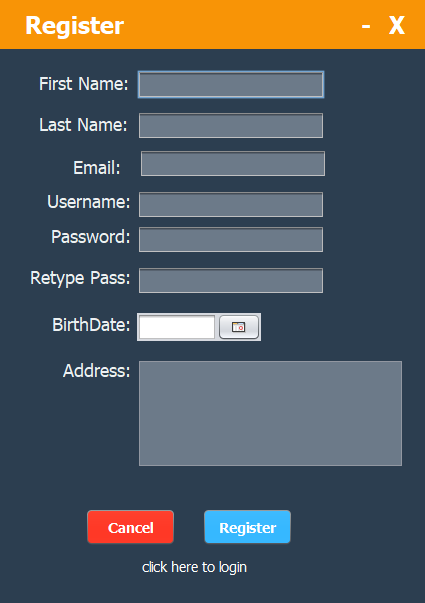 Register - X
First Name:
Last Name:
Email:
Username:
Password:
Retype Pass:
BirthDate:
Address:
Cancel Register
click here to login